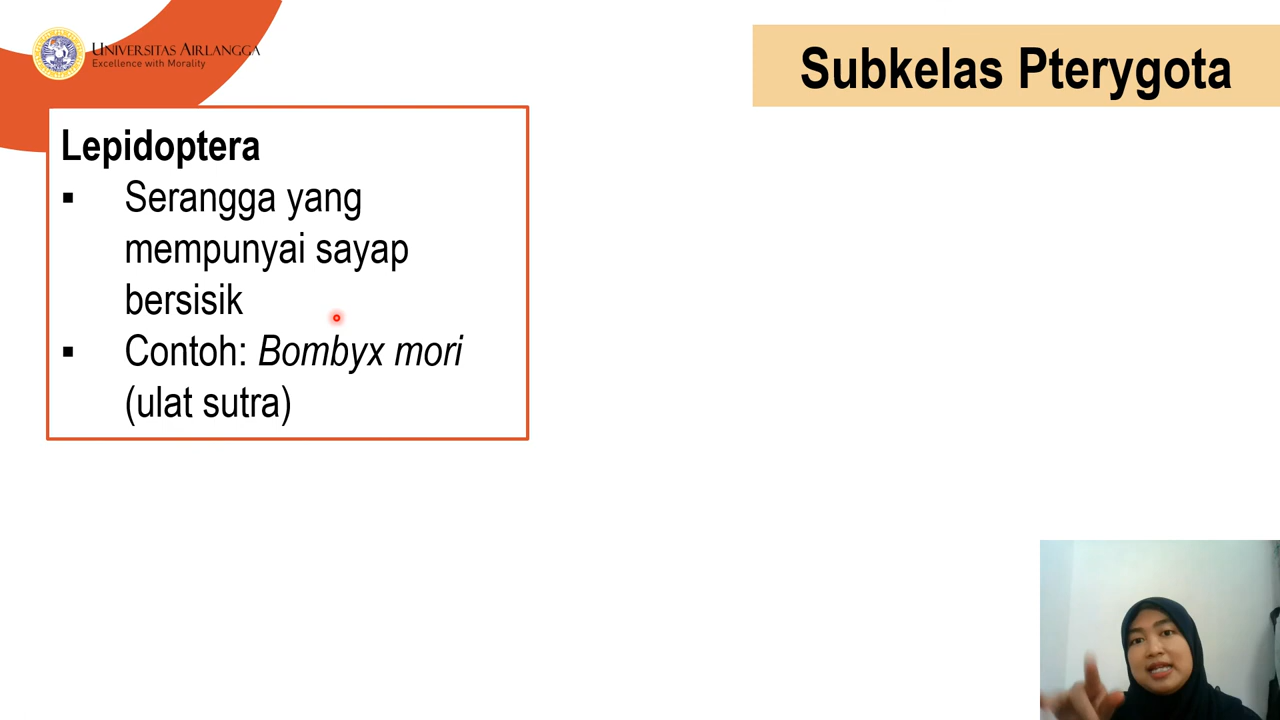 UNIVERSITAS AIRLANGGA
Excellence with Morality
Subkelas Pterygota
Lepidoptera
▪ Serangga yang
mempunyai sayap
bersisik
▪ Contoh: Bombyx mori
(ulat sutra)